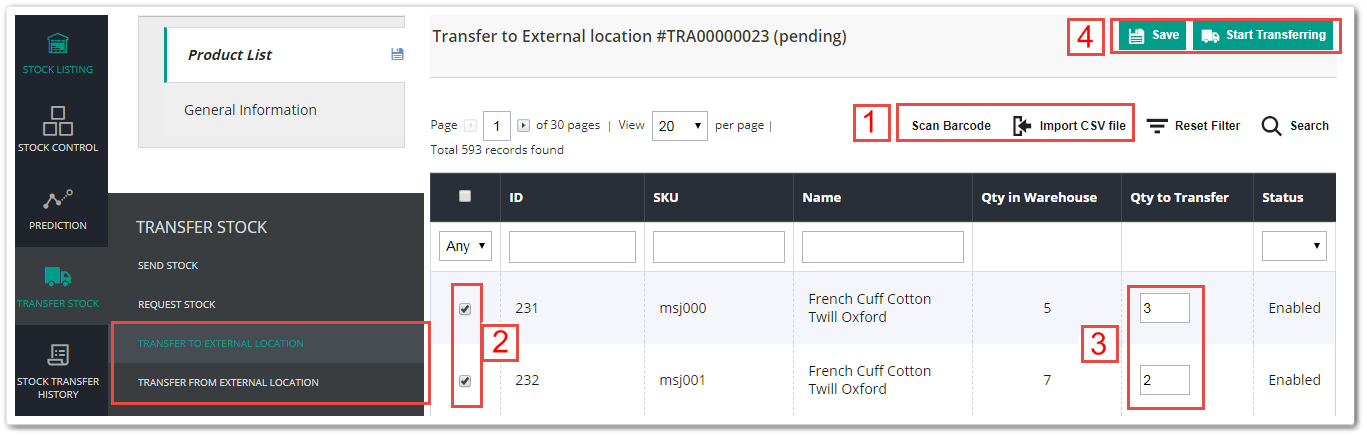 STOCK LISTING
STOCK CONTROL
PREDICTION
TRANSFER STOCK
STOCK TRANSFER
HISTORY
Product List
General Information
TRANSFER STOCK
SEND STOCK
REQUEST STOCK
TRANSFER TO EXTERNAL LOCATION
TRANSFER FROM EXTERNAL LOCATION
Transfer to External location #TRA00000023 (pending)
4 Save Start Transferring
Page 1 of 30 pages | View 20 per page |
Total 593 records found
1 Scan Barcode Import CSV file Reset Filter Search
ID SKU Name Qty in Warehouse Qty to Transfer Status
Any
231 msj000 French Cuff Cotton 5 3 Enabled
Twill Oxford
2
3
232 msj001 French Cuff Cotton 7 2 Enabled
Twill Oxford